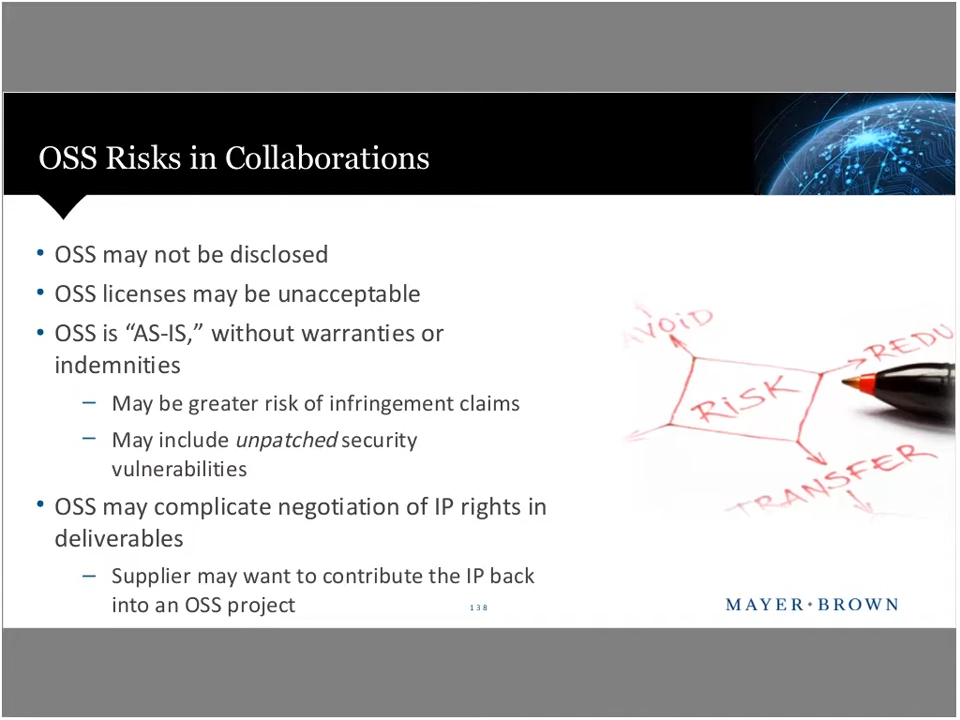 OSS Risks in Collaborations
• OSS may not be disclosed
• OSS licenses may be unacceptable
• OSS is “AS-IS,” without warranties or
indemnities
– May be greater risk of infringement claims
– May include unpatched security
vulnerabilities
• OSS may complicate negotiation of IP rights in
deliverables
– Supplier may want to contribute the IP back
into an OSS project
AVOiD
REDU
RiSK
TRANSFER
138
MAYER•BROWN